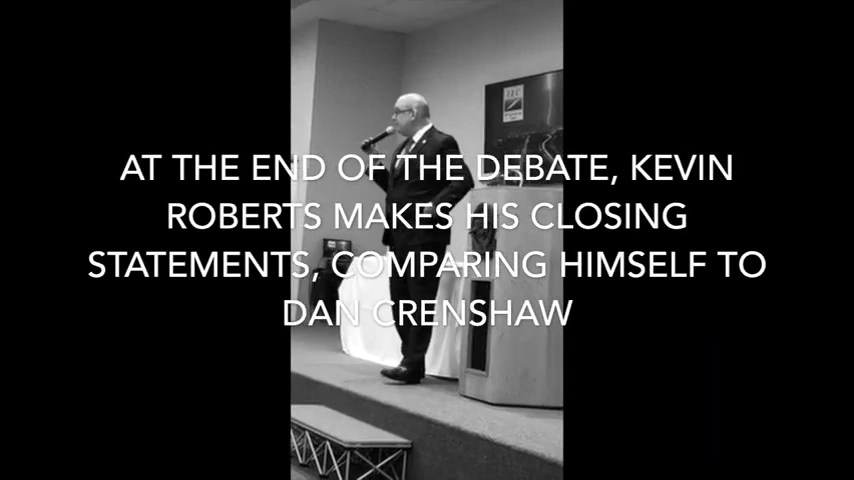 AT THE END OF THE DEBATE, KEVIN
ROBERTS MAKES HIS CLOSING
STATEMENTS, COMPARING HIMSELF TO
DAN CRENSHAW